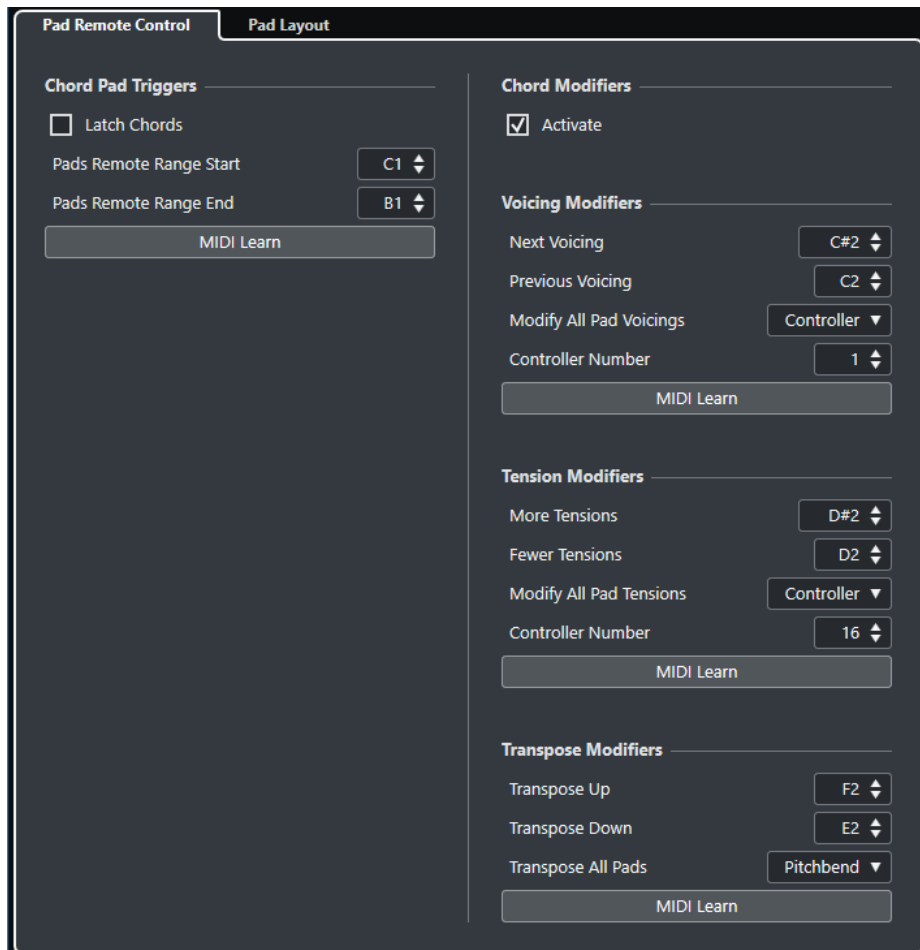 Pad Remote Control
Pad Layout
Chord Pad Triggers
Latch Chords
Pads Remote Range Start C1
Pads Remote Range End B1
MIDI Learn
Chord Modifiers
Activate
Voicing Modifiers
Next Voicing C#2
Previous Voicing C2
Modify All Pad Voicings Controller
Controller Number 1
MIDI Learn
Tension Modifiers
More Tensions D#2
Fewer Tensions D2
Modify All Pad Tensions Controller
Controller Number 16
MIDI Learn
Transpose Modifiers
Transpose Up F2
Transpose Down E2
Transpose All Pads Pitchbend
MIDI Learn